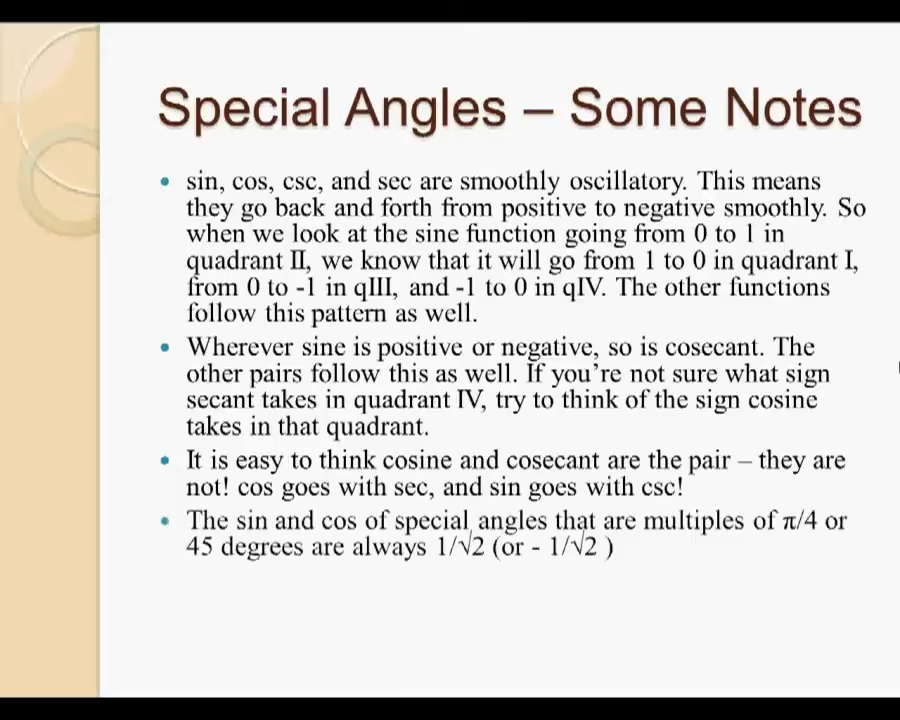 Special Angles – Some Notes
• sin, cos, csc, and sec are smoothly oscillatory. This means
they go back and forth from positive to negative smoothly. So
when we look at the sine function going from 0 to 1 in
quadrant II, we know that it will go from 1 to 0 in quadrant I,
from 0 to -1 in qIII, and -1 to 0 in qIV. The other functions
follow this pattern as well.
• Wherever sine is positive or negative, so is cosecant. The
other pairs follow this as well. If you’re not sure what sign
secant takes in quadrant IV, try to think of the sign cosine
takes in that quadrant.
• It is easy to think cosine and cosecant are the pair – they are
not! cos goes with sec, and sin goes with csc!
• The sin and cos of special angles that are multiples of π/4 or
45 degrees are always 1/√2 (or - 1/√2 )